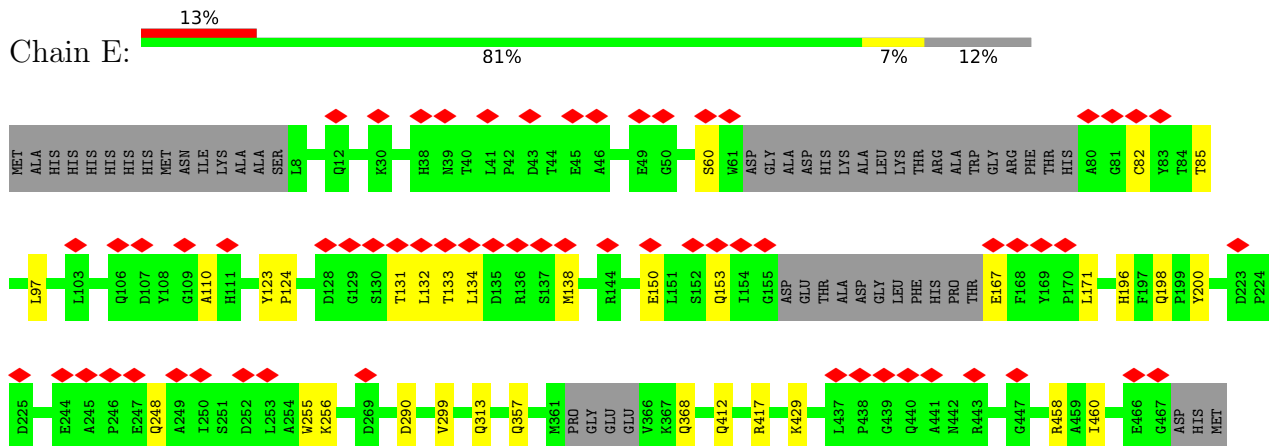 13%
Chain E:
81% 7% 12%
MET ALA HIS HIS HIS HIS HIS HIS MET ASN ILE LYS ALA ALA SER L8 Q12 K30 H38 N39 T40 L41 P42 D43 T44 E45 A46 E49 G50 S60 W61 ASP GLY ALA ASP HIS LYS ALA LEU LYS THR ARG ALA TRP GLY ARG PHE THR HIS A80 G81 C82 Y83 T84 T85
L97 L103 Q106 D107 Y108 G109 A110 H111 Y123 P124 D128 G129 S130 T131 L132 T133 L134 D135 R136 S137 M138 R144 E150 L151 S152 Q153 I154 G155 ASP GLU THR ALA ASP GLY LEU PHE HIS PRO THR E167 F168 Y169 P170 L171 H196 F197 Q198 P199 Y200 D223 P224
D225 E244 A245 P246 E247 Q248 A249 I250 S251 D252 L253 A254 W255 K256 D269 D290 V299 Q313 Q357 M361 PRO GLY GLU GLU V366 K367 Q368 Q412 R417 K429 L437 P438 G439 Q440 A441 N442 R443 G447 R458 A459 I460 E466 G467 ASP HIS MET